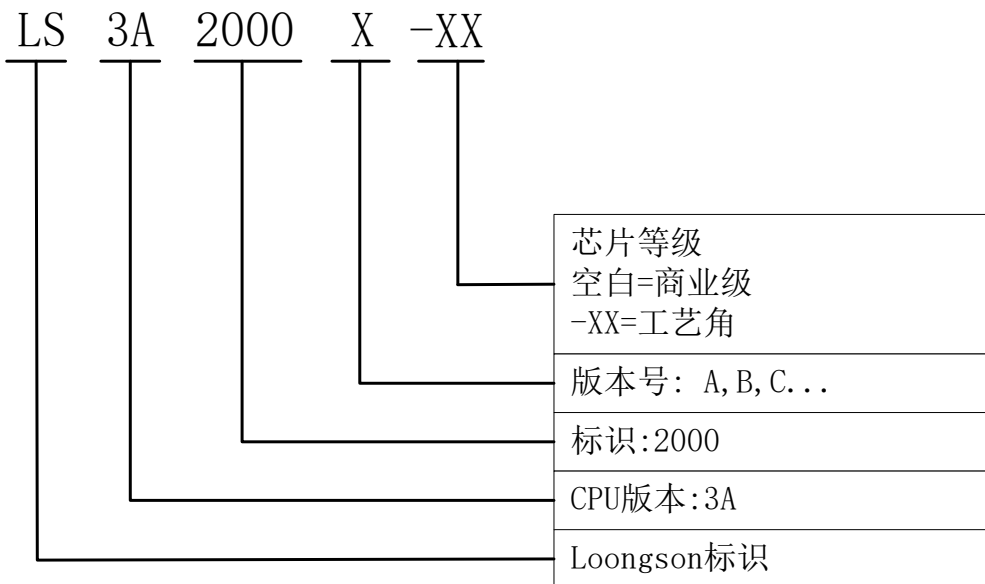 LS 3A 2000 X -XX
芯片等级
空白=商业级
-XX=工艺角
版本号: A,B,C...
标识:2000
CPU版本:3A
Loongson标识